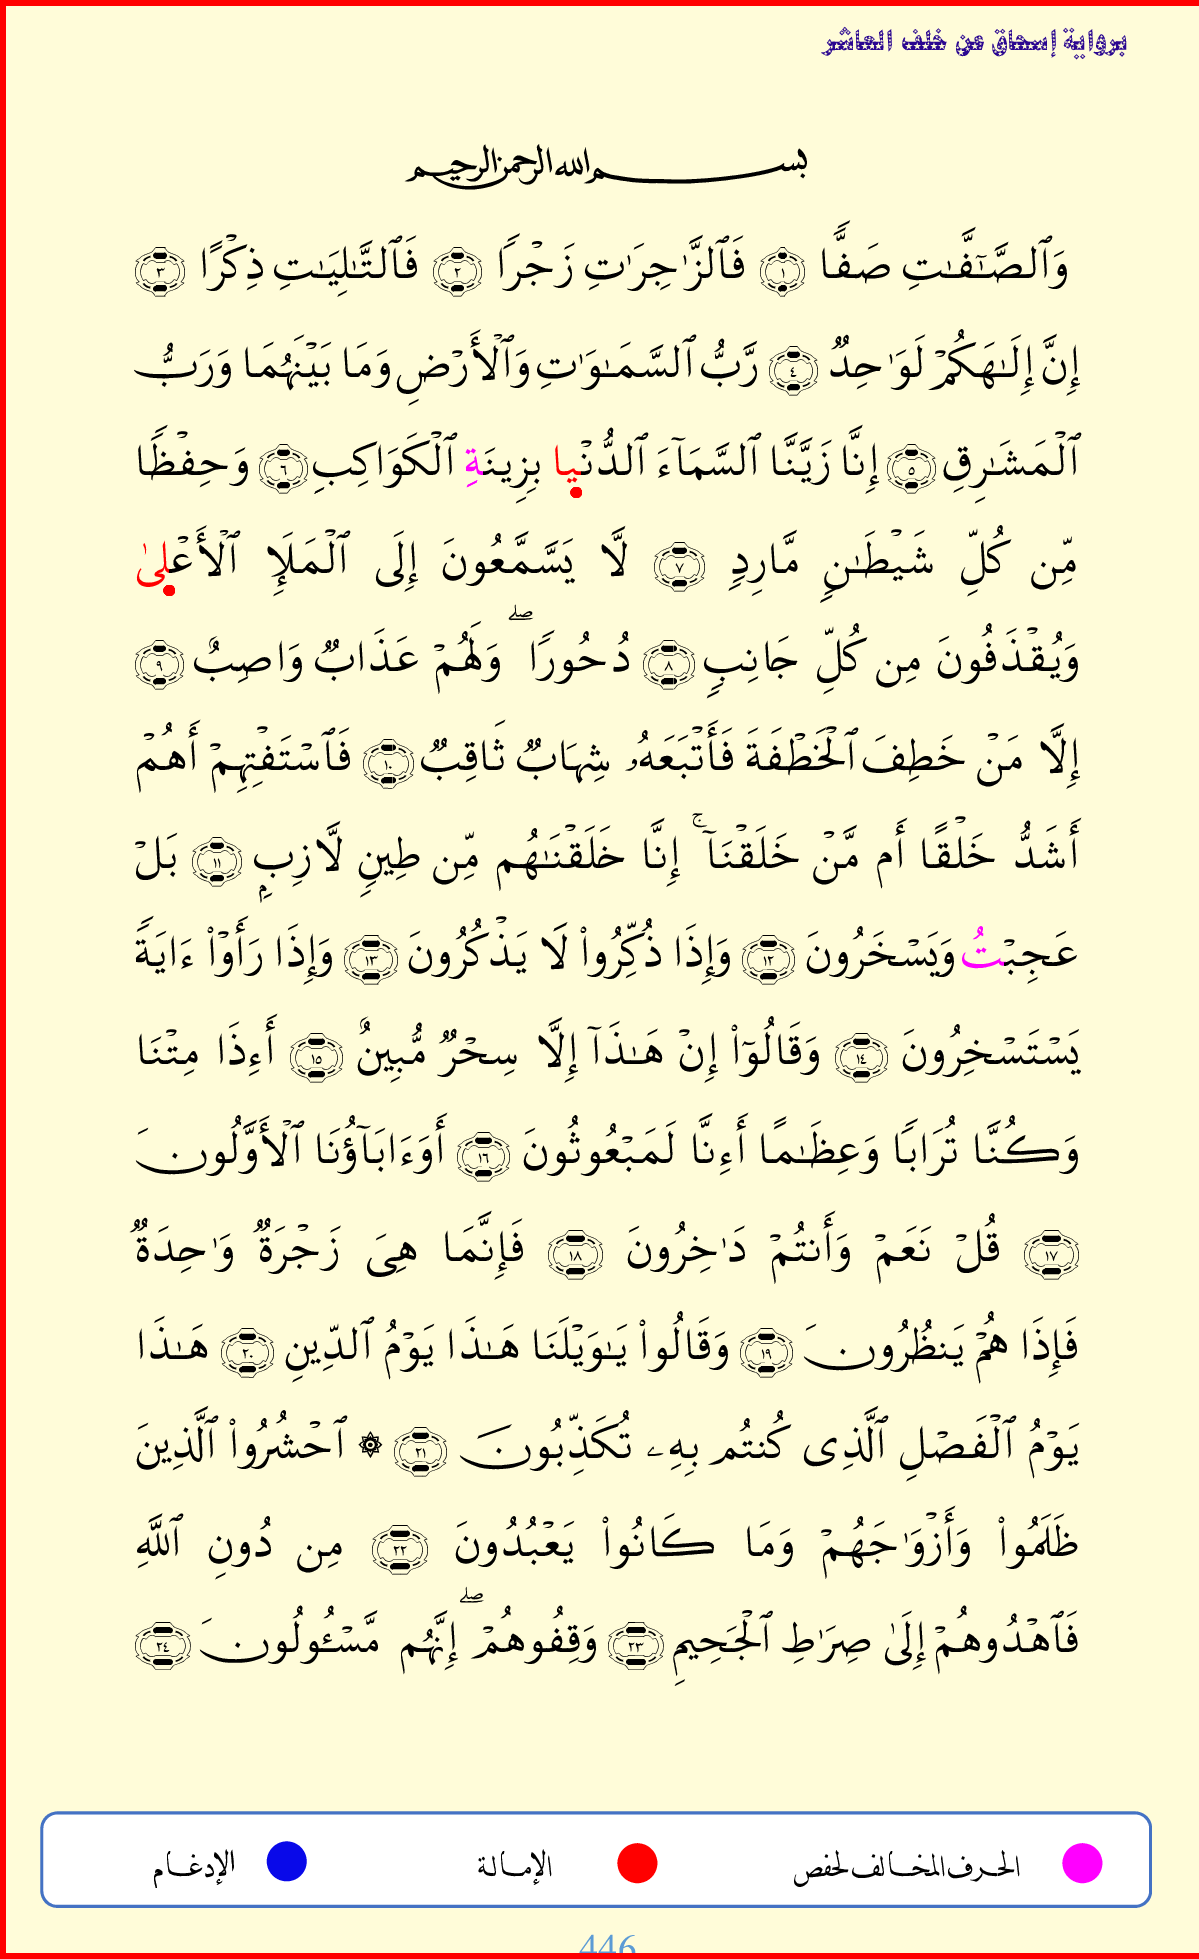 برواية إسحاق عن خلف العاشر
بسم الله الرحمن الرحيم
وَٱلصَّٰٓفَّٰتِ صَفًّا ١ فَٱلزَّٰجِرَٰتِ زَجۡرًا ٢ فَٱلتَّٰلِيَٰتِ ذِكۡرًا ٣
إِنَّ إِلَٰهَكُمۡ لَوَٰحِدٌ ٤ رَّبُّ ٱلسَّمَٰوَٰتِ وَٱلۡأَرۡضِ وَمَا بَيۡنَهُمَا وَرَبُّ
ٱلۡمَشَٰرِقِ ٥ إِنَّا زَيَّنَّا ٱلسَّمَآءَ ٱلدُّنۡيا بِزِينَةِ ٱلۡكَوَاكِبِ ٦ وَحِفۡظًا
مِّن كُلِّ شَيۡطَٰنٍ مَّارِدٍ ٧ لَّا يَسَّمَّعُونَ إِلَى ٱلۡمَلَإِ ٱلۡأَعۡلىٰ
وَيُقۡذَفُونَ مِن كُلِّ جَانِبٍ ٨ دُحُورًاۖ وَلَهُمۡ عَذَابٌ وَاصِبٌ ٩
إِلَّا مَنۡ خَطِفَ ٱلۡخَطۡفَةَ فَأَتۡبَعَهُۥ شِهَابٌ ثَاقِبٌ ١٠ فَٱسۡتَفۡتِهِمۡ أَهُمۡ
أَشَدُّ خَلۡقًا أَم مَّنۡ خَلَقۡنَآۚ إِنَّا خَلَقۡنَٰهُم مِّن طِينٍ لَّازِبِۭ ١١ بَلۡ
عَجِبۡتُ وَيَسۡخَرُونَ ١٢ وَإِذَا ذُكِّرُواْ لَا يَذۡكُرُونَ ١٣ وَإِذَا رَأَوۡاْ ءَايَةً
يَسۡتَسۡخِرُونَ ١٤ وَقَالُوٓاْ إِنۡ هَٰذَآ إِلَّا سِحۡرٌ مُّبِينٌ ١٥ أَءِذَا مِتۡنَا
وَكُنَّا تُرَابًا وَعِظَٰمًا أَءِنَّا لَمَبۡعُوثُونَ ١٦ أَوَءَابَآؤُنَا ٱلۡأَوَّلُونَ
١٧ قُلۡ نَعَمۡ وَأَنتُمۡ دَٰخِرُونَ ١٨ فَإِنَّمَا هِيَ زَجۡرَةٌ وَٰحِدَةٌ
فَإِذَا هُمۡ يَنظُرُونَ ١٩ وَقَالُواْ يَٰوَيۡلَنَا هَٰذَا يَوۡمُ ٱلدِّينِ ٢٠ هَٰذَا
يَوۡمُ ٱلۡفَصۡلِ ٱلَّذِى كُنتُم بِهِۦ تُكَذِّبُونَ ٢١ ۞ ٱحۡشُرُواْ ٱلَّذِينَ
ظَلَمُواْ وَأَزۡوَٰجَهُمۡ وَمَا كَانُواْ يَعۡبُدُونَ ٢٢ مِن دُونِ ٱللَّهِ
فَٱهۡدُوهُمۡ إِلَىٰ صِرَٰطِ ٱلۡجَحِيمِ ٢٣ وَقِفُوهُمۡۖ إِنَّهُم مَّسۡـُٔولُونَ ٢٤
الحرف المخالف لحفص الإمالة الإدغام
446